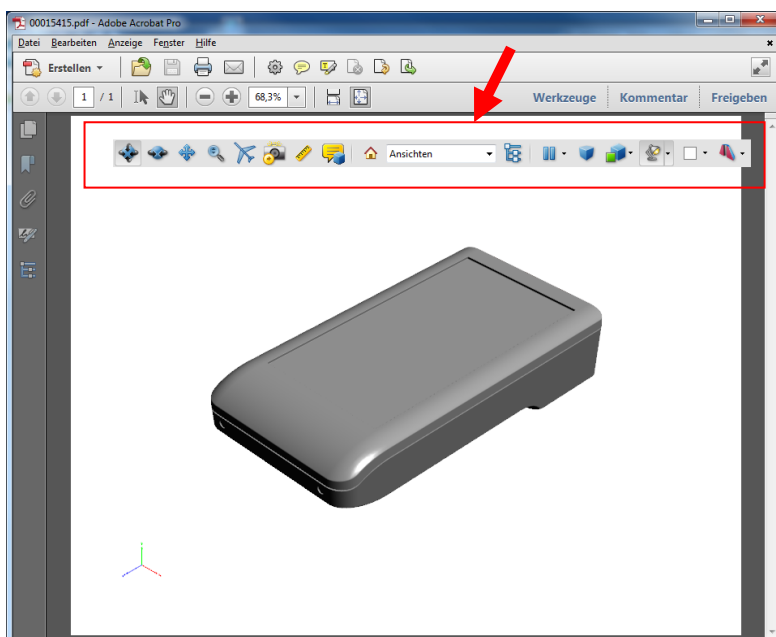 00015415.pdf - Adobe Acrobat Pro
Datei Bearbeiten Anzeige Fenster Hilfe
Erstellen
1 / 1 68,3% Werkzeuge Kommentar Freigeben
Ansichten